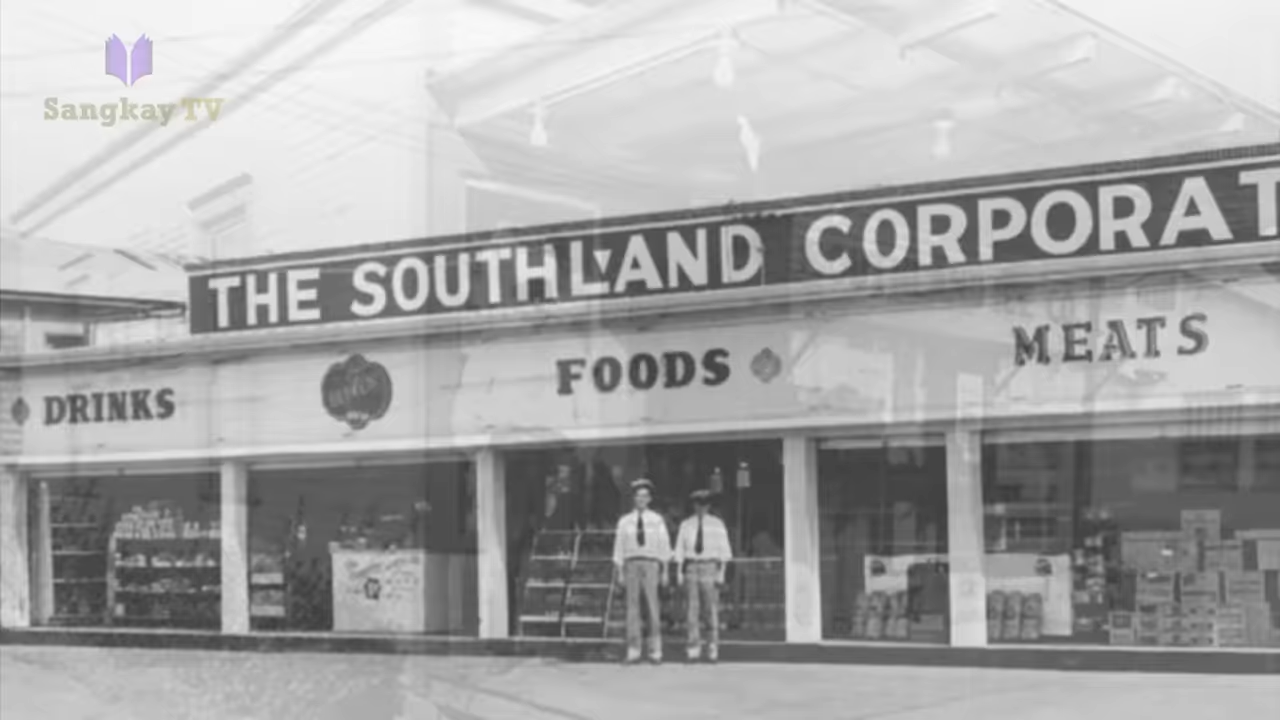 Sangkay TV
THE SOUTHLAND CORPORAT
DRINKS
FOODS
MEATS